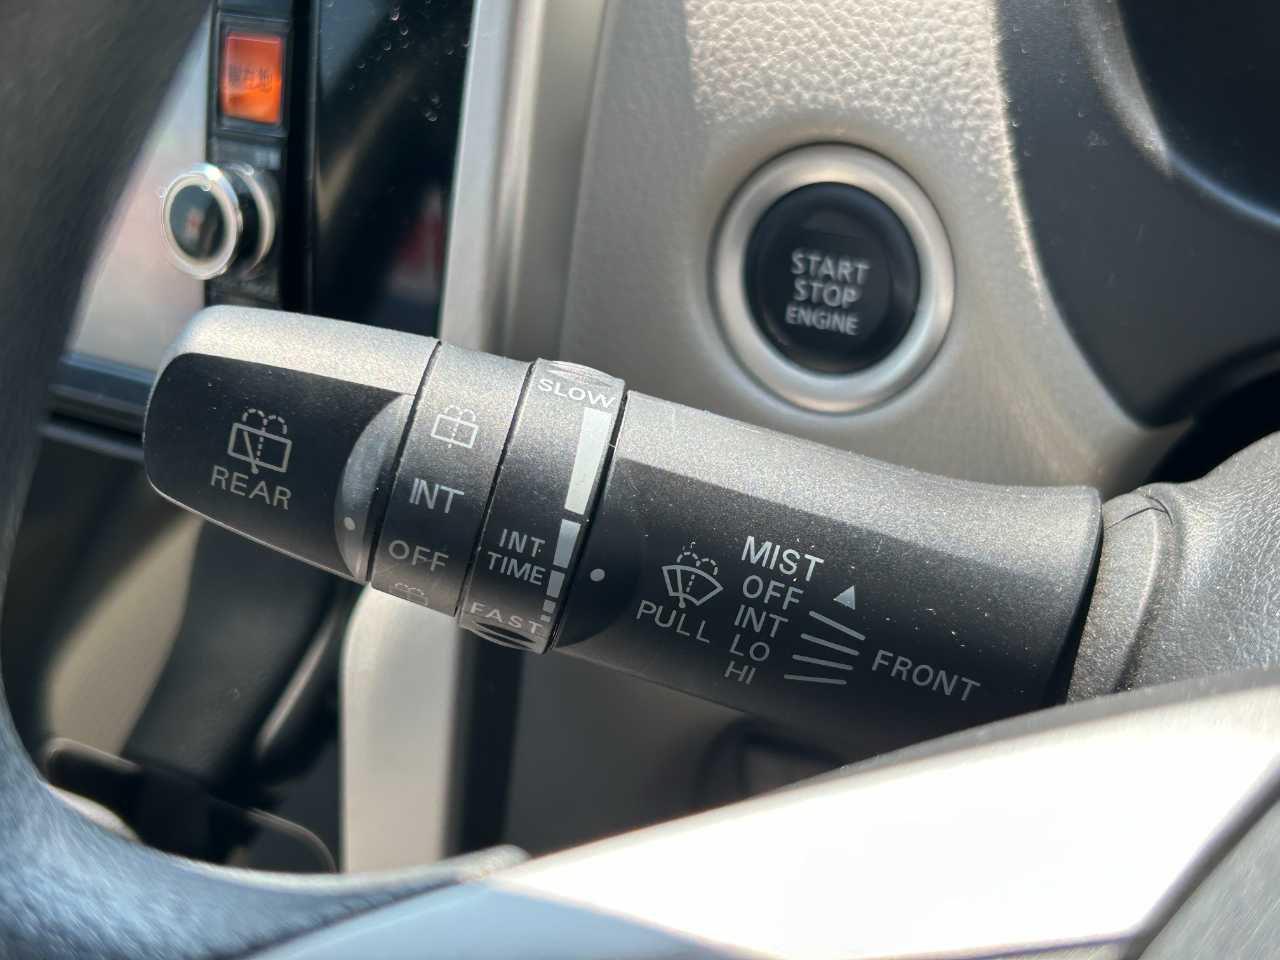 START
STOP
ENGINE
REAR
INT
OFF
SLOW
INT
TIME
FAST
PULL
MIST
OFF
INT
LO
HI
FRONT